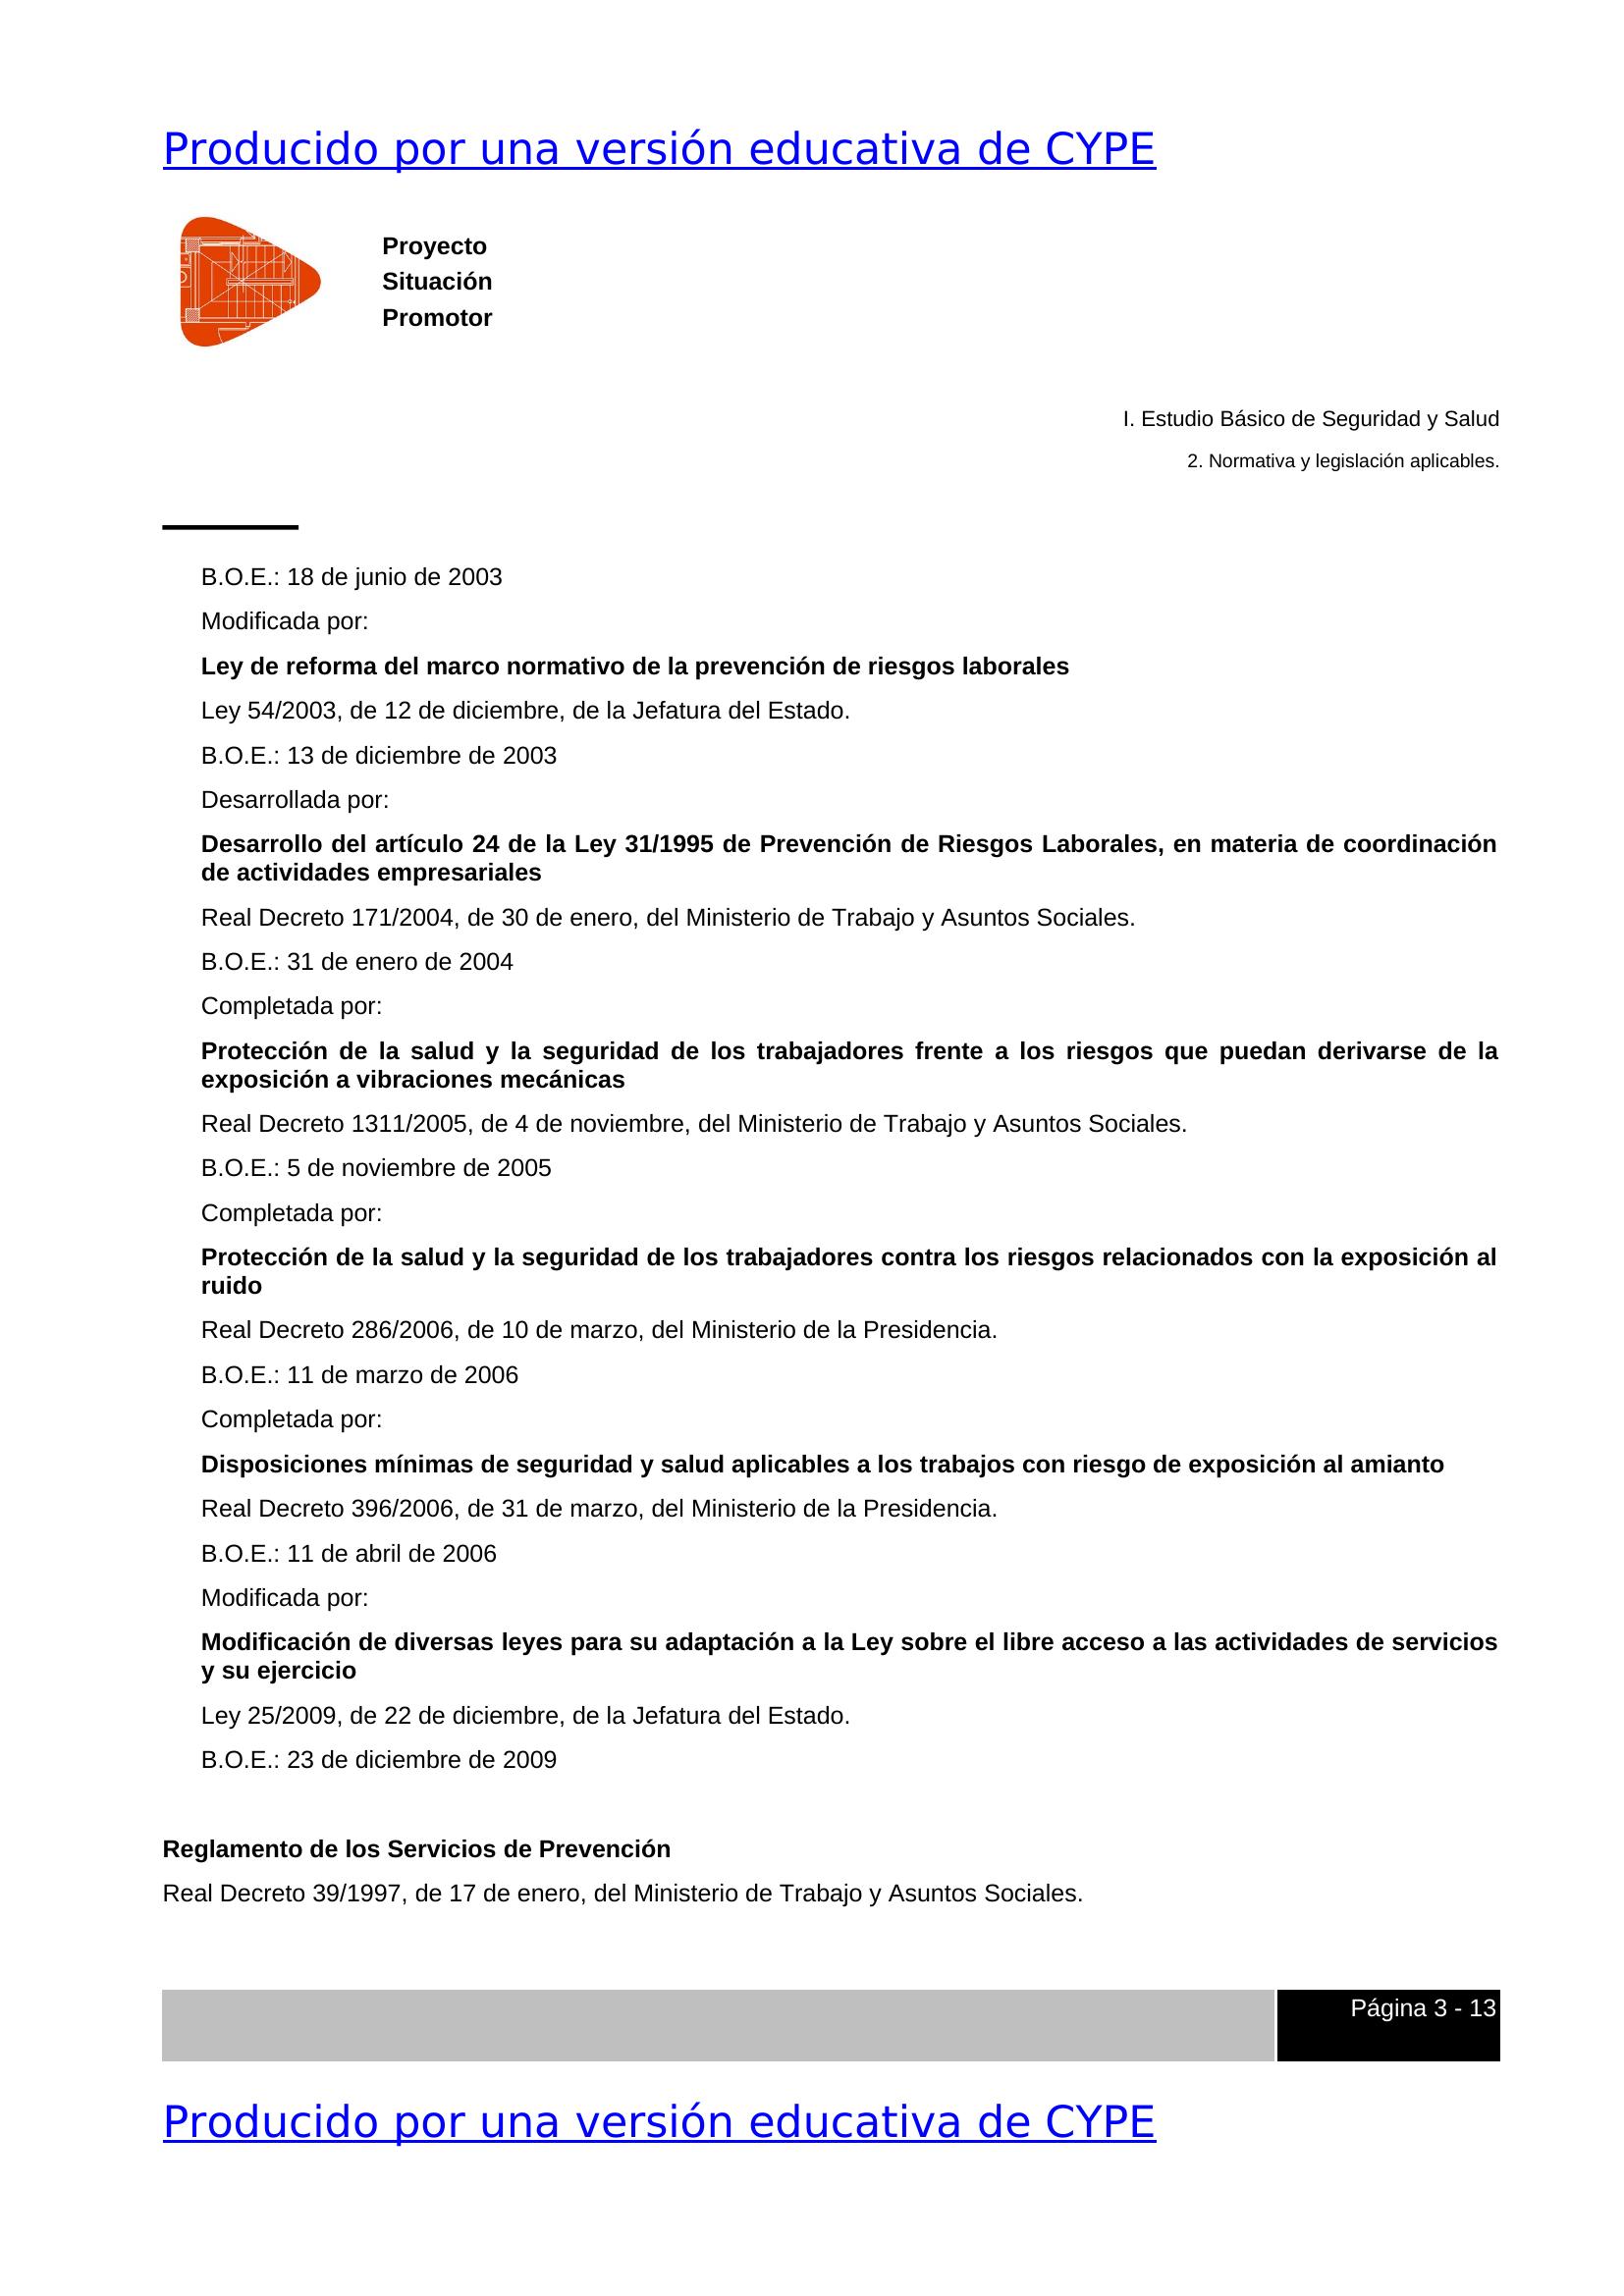 Producido por una versión educativa de CYPE
Proyecto
Situación
Promotor
I. Estudio Básico de Seguridad y Salud
2. Normativa y legislación aplicables.
B.O.E.: 18 de junio de 2003
Modificada por:
Ley de reforma del marco normativo de la prevención de riesgos laborales
Ley 54/2003, de 12 de diciembre, de la Jefatura del Estado.
B.O.E.: 13 de diciembre de 2003
Desarrollada por:
Desarrollo del artículo 24 de la Ley 31/1995 de Prevención de Riesgos Laborales, en materia de coordinación
de actividades empresariales
Real Decreto 171/2004, de 30 de enero, del Ministerio de Trabajo y Asuntos Sociales.
B.O.E.: 31 de enero de 2004
Completada por:
Protección de la salud y la seguridad de los trabajadores frente a los riesgos que puedan derivarse de la
exposición a vibraciones mecánicas
Real Decreto 1311/2005, de 4 de noviembre, del Ministerio de Trabajo y Asuntos Sociales.
B.O.E.: 5 de noviembre de 2005
Completada por:
Protección de la salud y la seguridad de los trabajadores contra los riesgos relacionados con la exposición al
ruido
Real Decreto 286/2006, de 10 de marzo, del Ministerio de la Presidencia.
B.O.E.: 11 de marzo de 2006
Completada por:
Disposiciones mínimas de seguridad y salud aplicables a los trabajos con riesgo de exposición al amianto
Real Decreto 396/2006, de 31 de marzo, del Ministerio de la Presidencia.
B.O.E.: 11 de abril de 2006
Modificada por:
Modificación de diversas leyes para su adaptación a la Ley sobre el libre acceso a las actividades de servicios
y su ejercicio
Ley 25/2009, de 22 de diciembre, de la Jefatura del Estado.
B.O.E.: 23 de diciembre de 2009
Reglamento de los Servicios de Prevención
Real Decreto 39/1997, de 17 de enero, del Ministerio de Trabajo y Asuntos Sociales.
Página 3 - 13
Producido por una versión educativa de CYPE